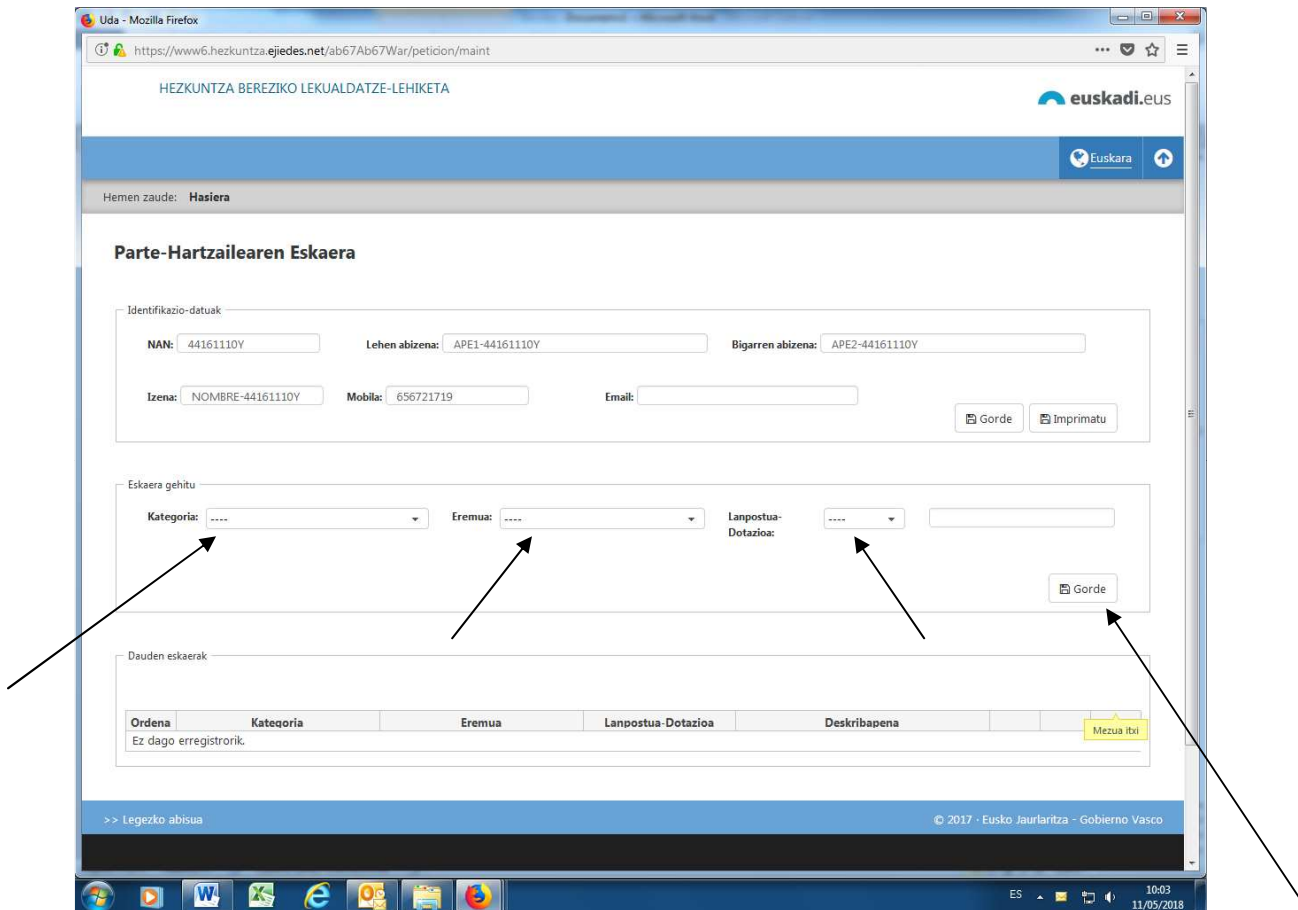 Uda - Mozilla Firefox
https://www6.hezkuntza.ejiedes.net/ab67Ab67War/peticion/maint
HEZKUNTZA BEREZIKO LEKUALDATZE-LEHIKETA
euskadi.eus
Euskara
Hemen zaude: Hasiera
Parte-Hartzailearen Eskaera
Identifikazio-datuak
NAN: 44161110Y Lehen abizena: APE1-44161110Y Bigarren abizena: APE2-44161110Y
Izena: NOMBRE-44161110Y Mobila: 656721719 Email:
Gorde Imprimatu
Eskaera gehitu
Kategoria: ---- Eremua: ---- Lanpostua-Dotazioa: ----
Gorde
Dauden eskaerak
Ordena Kategoria Eremua Lanpostua-Dotazioa Deskribapena
Mezua itxi
Ez dago erregistrorik.
>> Legezko abisua © 2017 - Eusko Jaurlaritza - Gobierno Vasco
ES 10:03
11/05/2018